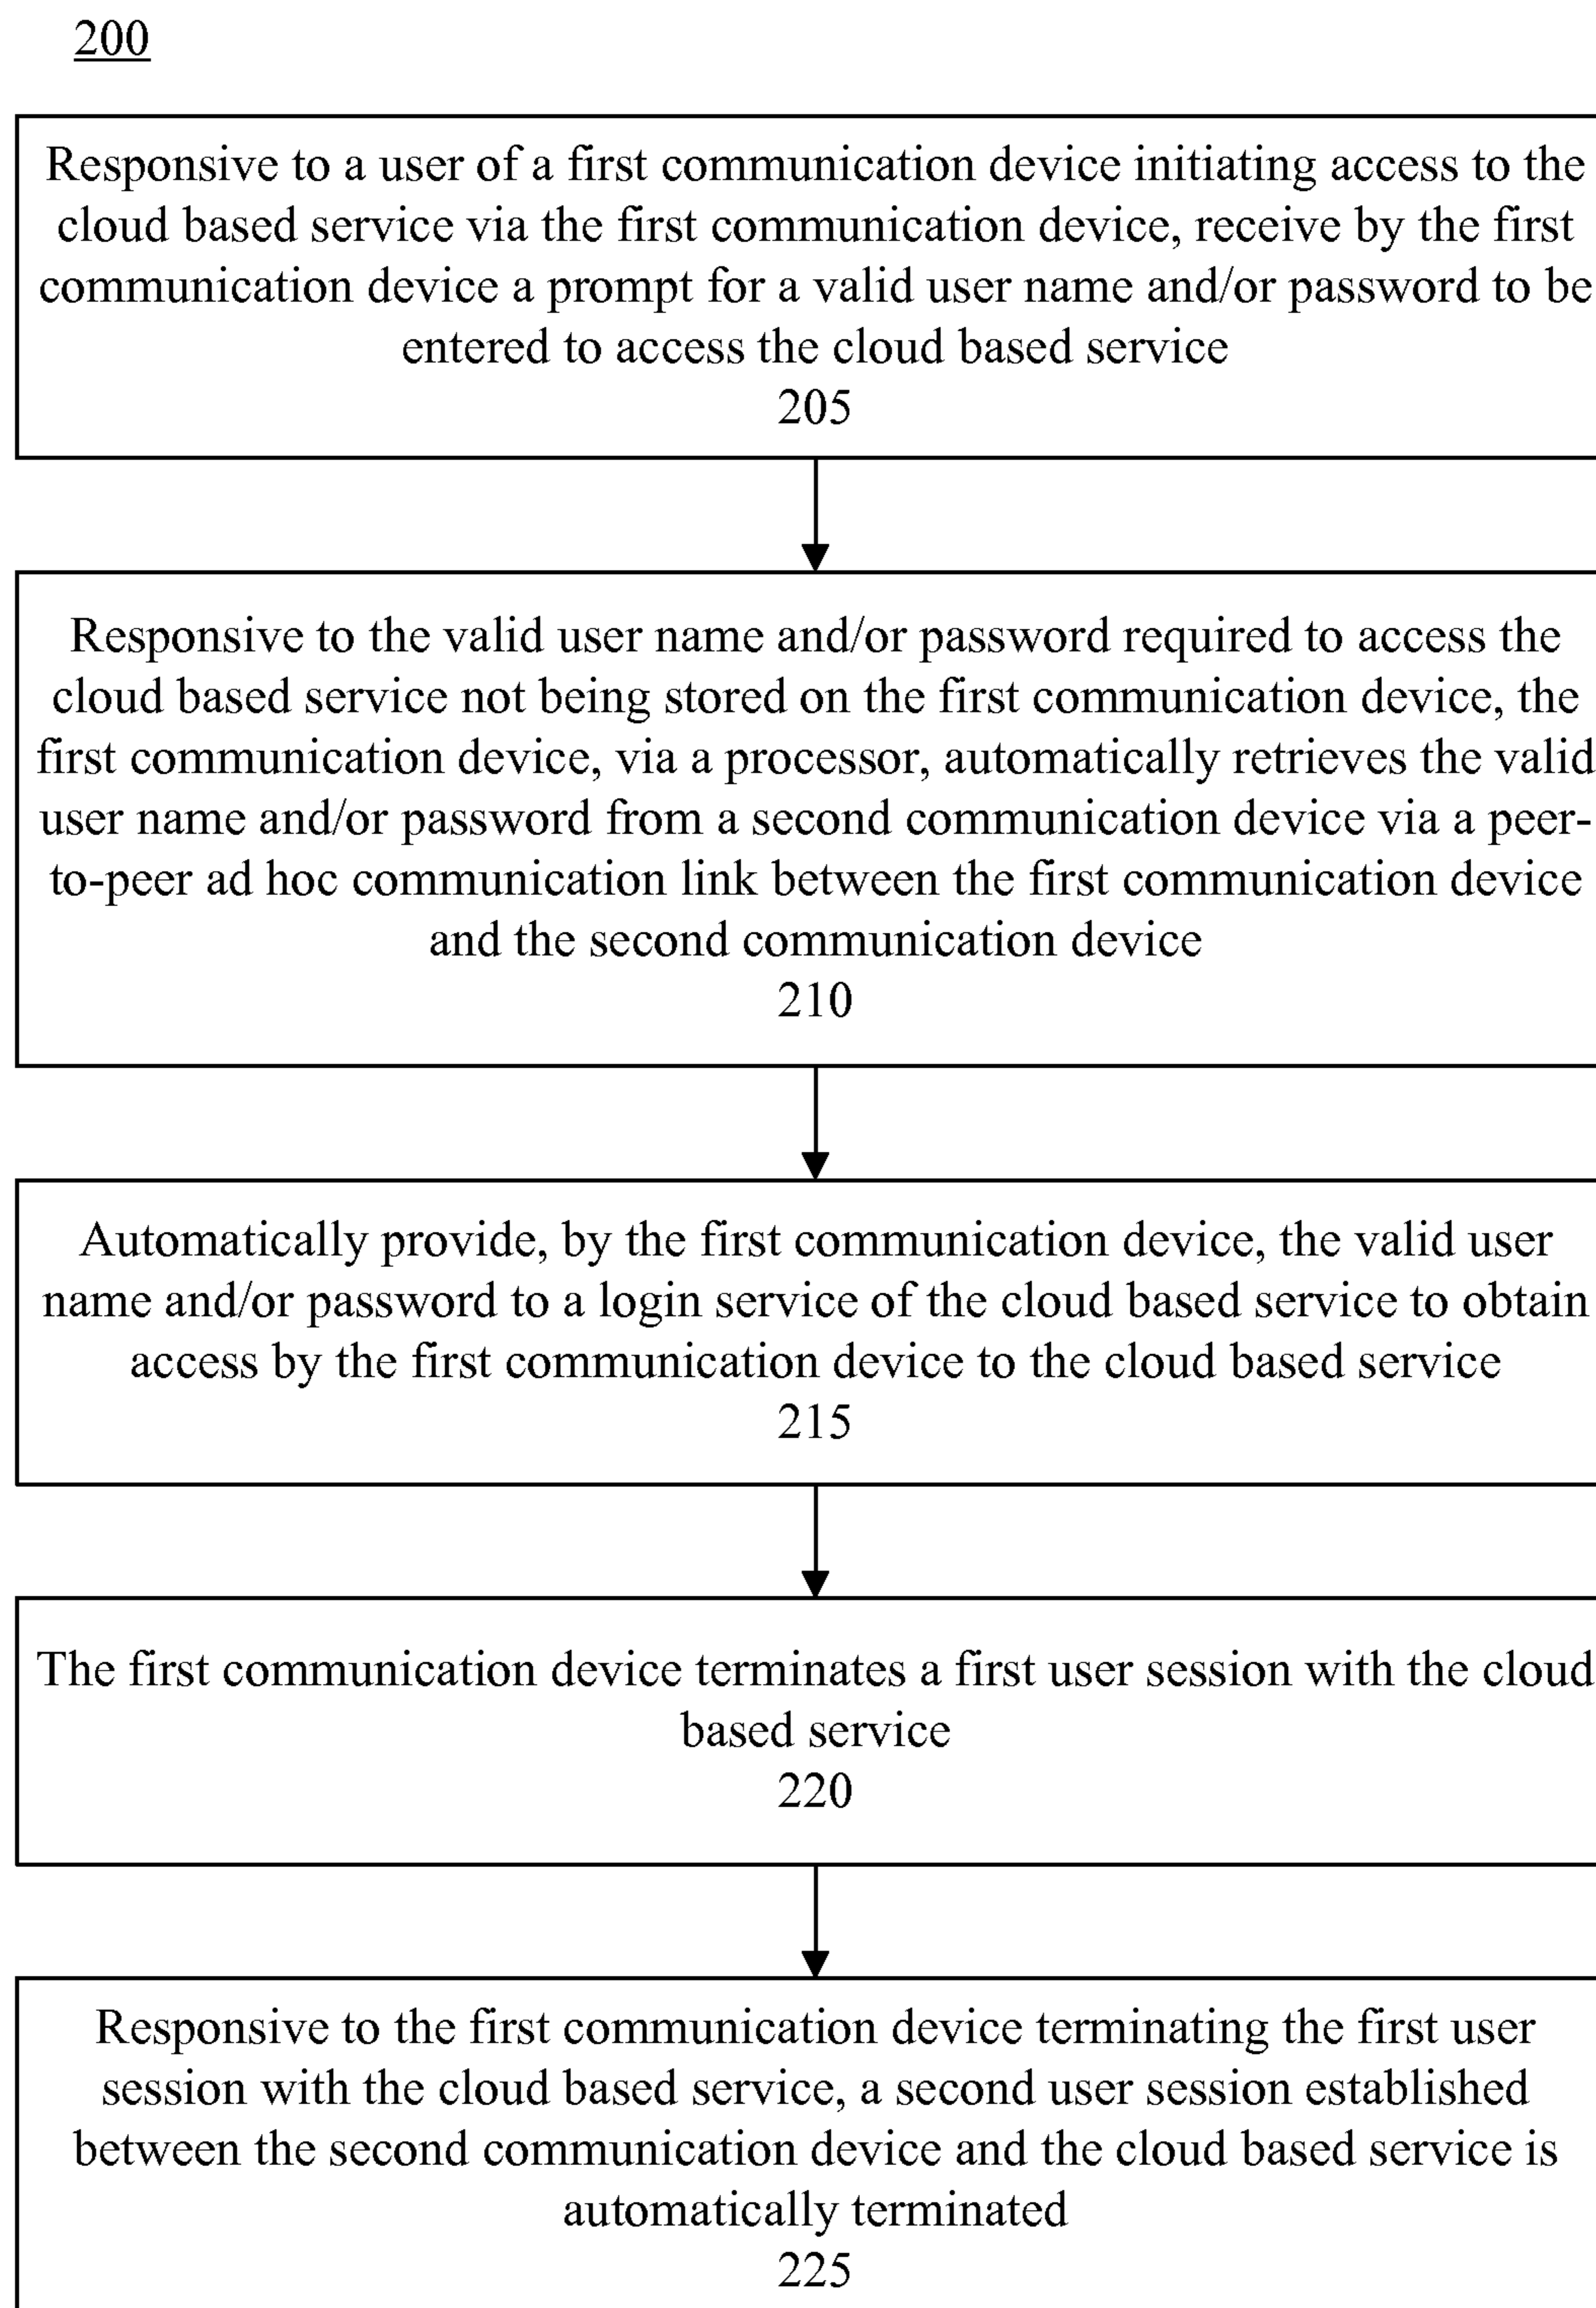 200
Responsive to a user of a first communication device initiating access to the
cloud based service via the first communication device, receive by the first
communication device a prompt for a valid user name and/or password to be
entered to access the cloud based service
205
Responsive to the valid user name and/or password required to access the
cloud based service not being stored on the first communication device, the
first communication device, via a processor, automatically retrieves the valid
user name and/or password from a second communication device via a peer-
to-peer ad hoc communication link between the first communication device
and the second communication device
210
Automatically provide, by the first communication device, the valid user
name and/or password to a login service of the cloud based service to obtain
access by the first communication device to the cloud based service
215
The first communication device terminates a first user session with the cloud
based service
220
Responsive to the first communication device terminating the first user
session with the cloud based service, a second user session established
between the second communication device and the cloud based service is
automatically terminated
225